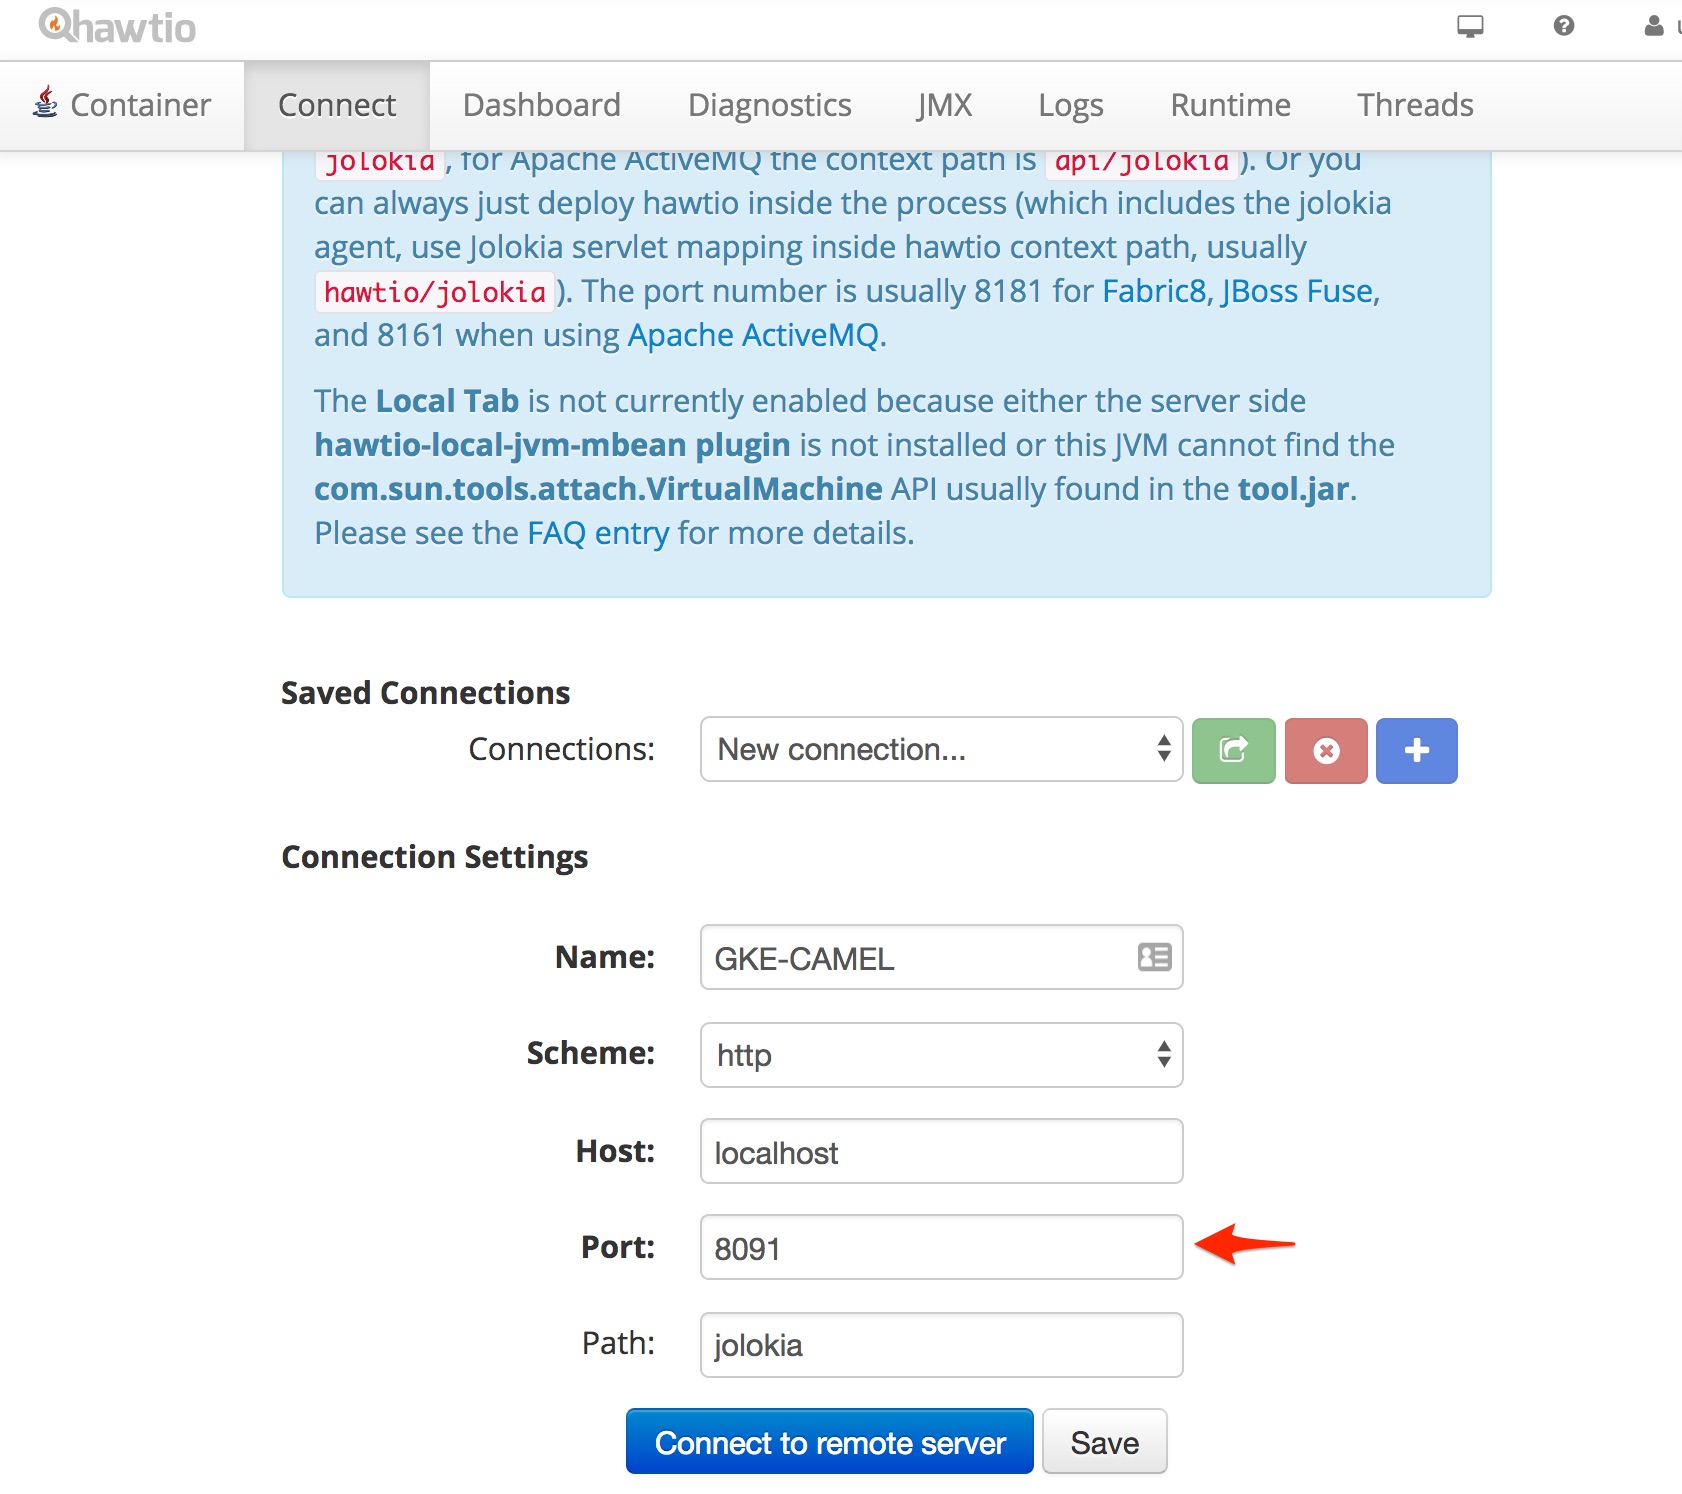 hawtio
Container Connect Dashboard Diagnostics JMX Logs Runtime Threads
jolokia, for Apache ActiveMQ the context path is api/jolokia). Or you
can always just deploy hawtio inside the process (which includes the jolokia
agent, use Jolokia servlet mapping inside hawtio context path, usually
hawtio/jolokia). The port number is usually 8181 for Fabric8, JBoss Fuse,
and 8161 when using Apache ActiveMQ.
The Local Tab is not currently enabled because either the server side
hawtio-local-jvm-mbean plugin is not installed or this JVM cannot find the
com.sun.tools.attach.VirtualMachine API usually found in the tool.jar.
Please see the FAQ entry for more details.
Saved Connections
Connections: New connection...
Connection Settings
Name: GKE-CAMEL
Scheme: http
Host: localhost
Port: 8091
Path: jolokia
Connect to remote server Save